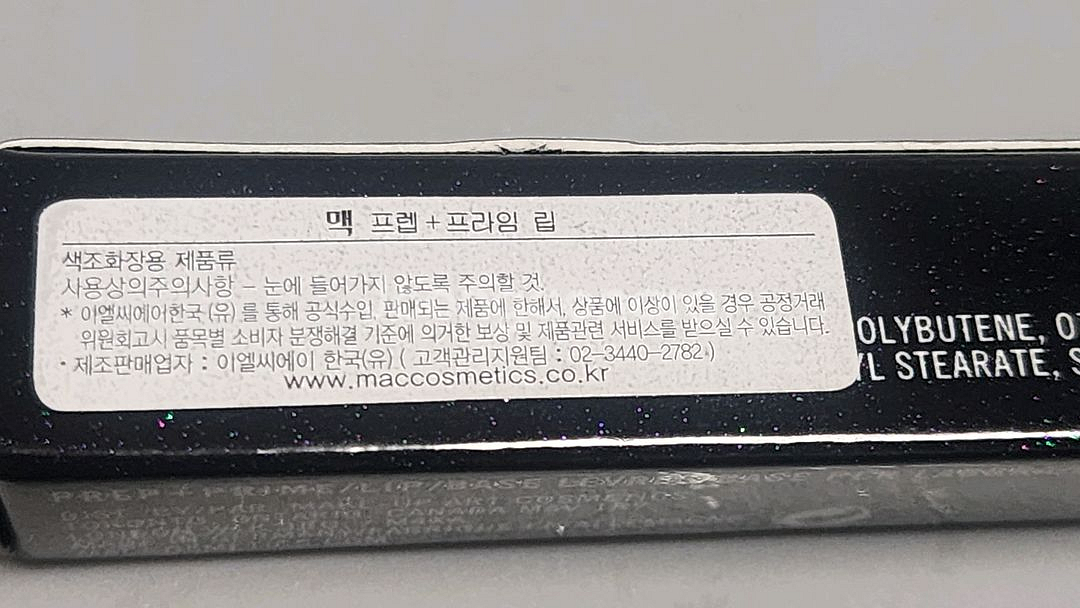 맥 프렙+프라임 립
색조화장용 제품류
사용상의주의사항 – 눈에 들어가지 않도록 주의할 것.
* 이앨씨에이한국 (유) 를 통해 공식수입, 판매되는 제품에 한해서, 상품에 이상이 있을 경우 공정거래
위원회고시 품목별 소비자 분쟁해결 기준에 의거한 보상 및 제품관련 서비스를 받으실 수 있습니다.
· 제조판매업자 : 이엘씨에이 한국(유) ( 고객관리지원팀 : 02–3440–2782 )
www.maccosmetics.co.kr
OLYBUTENE, O
YL STEARATE, S
PREP+PRIME/LIP/BASE